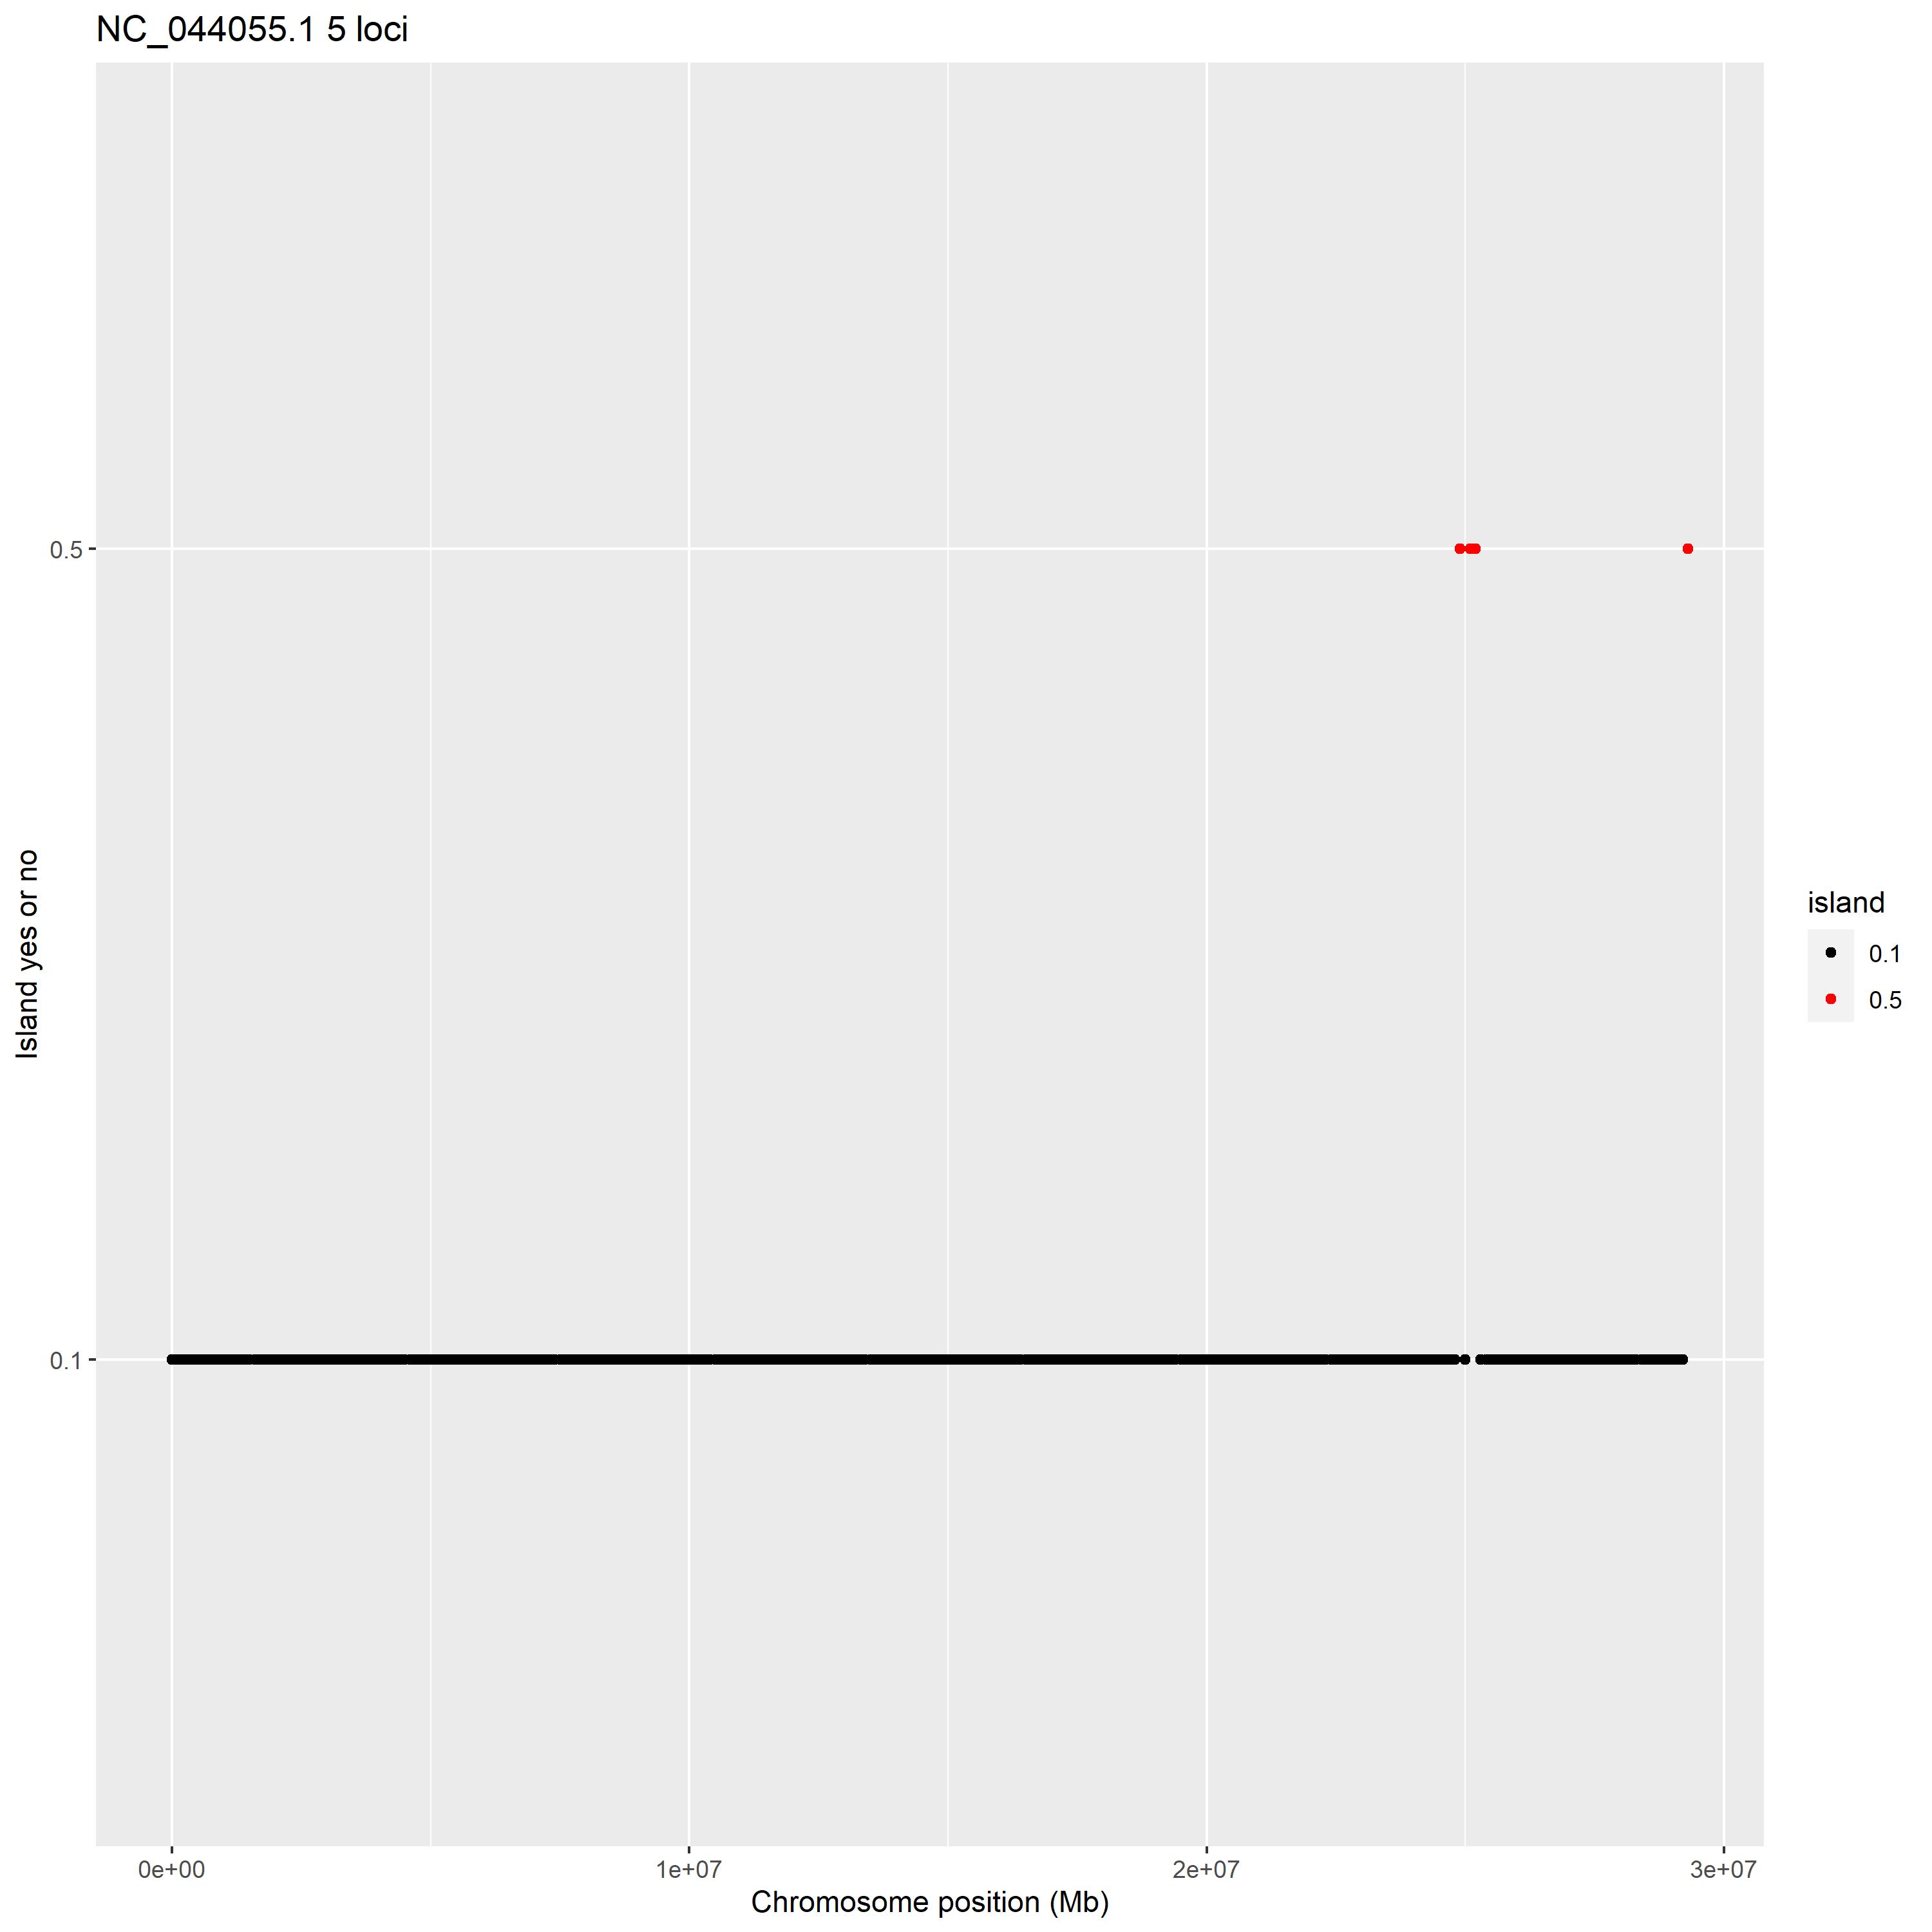 NC_044055.1 5 loci
Island yes or no
0.5
0.1
0e+00
1e+07
2e+07
3e+07
Chromosome position (Mb)
island
0.1
0.5